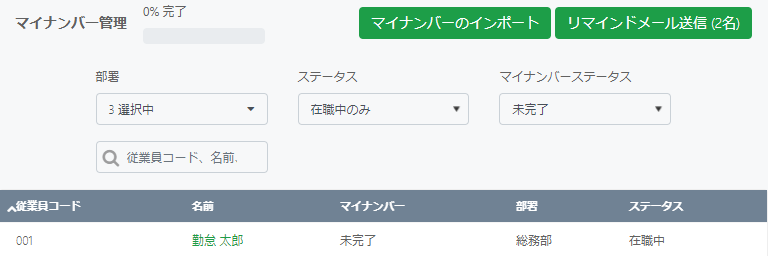 マイナンバー管理
0% 完了
マイナンバーのインポート
リマインドメール送信 (2名)
部署
ステータス
マイナンバーステータス
3 選択中
在職中のみ
未完了
従業員コード、名前、
従業員コード 名前 マイナンバー 部署 ステータス
001 勤怠 太郎 未完了 総務部 在職中